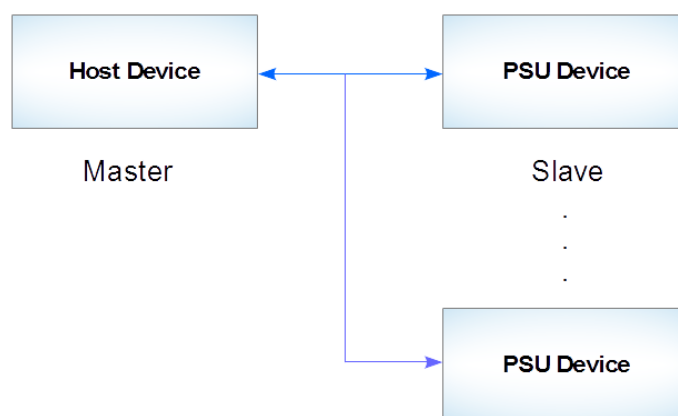 Host Device
PSU Device
Master
Slave
.
.
.
PSU Device